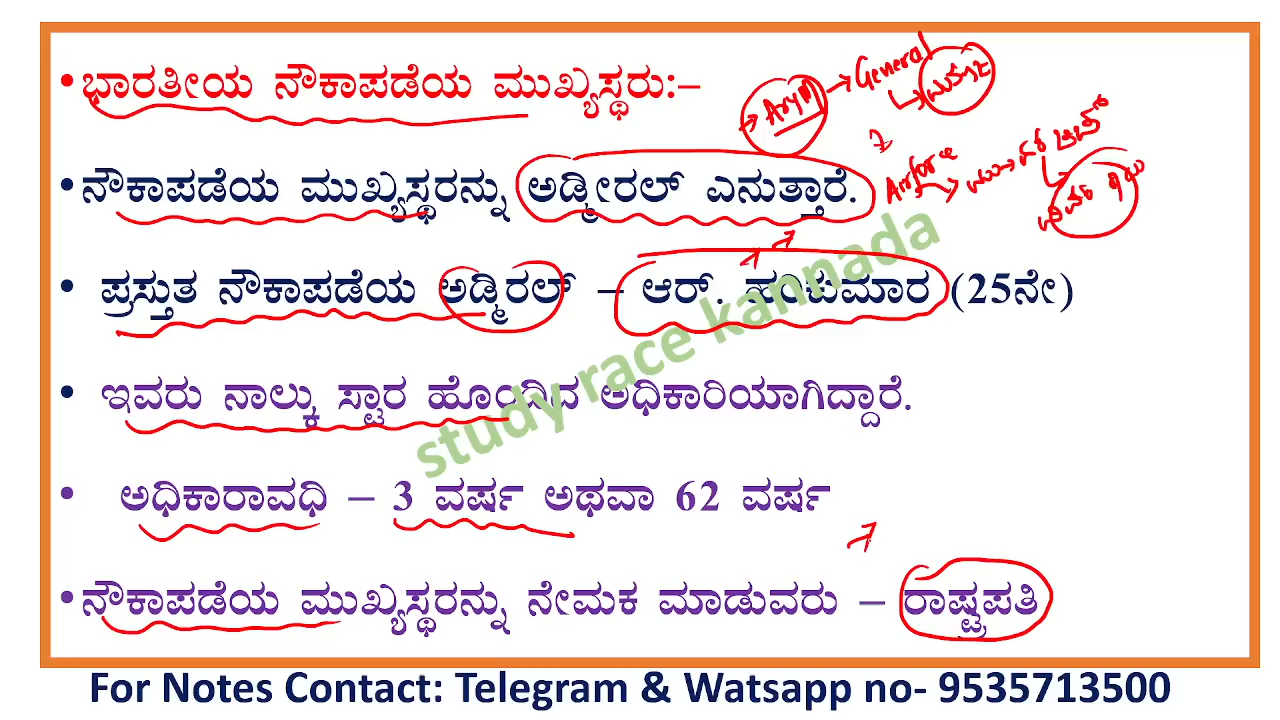 •ಭಾರತೀಯ ನೌಕಾಪಡೆಯ ಮುಖ್ಯಸ್ಥರು:–
•ನೌಕಾಪಡೆಯ ಮುಖ್ಯಸ್ಥರನ್ನು ಅಡ್ಮೀರಲ್ ಎನುತ್ತಾರೆ.
• ಪ್ರಸ್ತುತ ನೌಕಾಪಡೆಯ ಅಡ್ಮಿರಲ್ – ಆರ್. ಹರಿಕುಮಾರ (25ನೇ)
• ಇವರು ನಾಲ್ಕು ಸ್ಟಾರ ಹೊಂದಿದ ಅಧಿಕಾರಿಯಾಗಿದ್ದಾರೆ.
• ಅಧಿಕಾರಾವಧಿ – 3 ವರ್ಷ ಅಥವಾ 62 ವರ್ಷ
•ನೌಕಾಪಡೆಯ ಮುಖ್ಯಸ್ಥರನ್ನು ನೇಮಕ ಮಾಡುವರು – ರಾಷ್ಟ್ರಪತಿ
General
Airforce
study race kannada
For Notes Contact: Telegram & Watsapp no- 9535713500